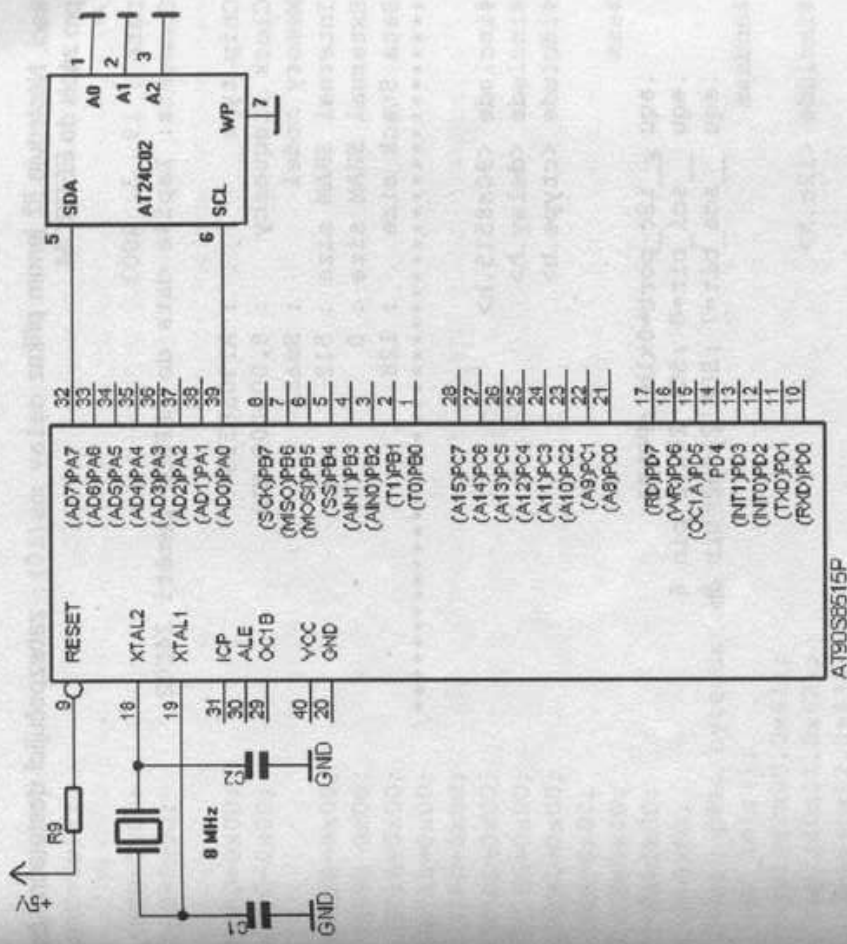 +5V
R9
9
RESET
8 MHz
18
XTAL2
19
XTAL1
C1
C2
GND
GND
31
ICP
30
ALE
29
OC1B
40
VCC
20
GND
(AD7)PA7 32
(AD6)PA6 33
(AD5)PA5 34
(AD4)PA4 35
(AD3)PA3 36
(AD2)PA2 37
(AD1)PA1 38
(AD0)PA0 39
(SCK)PB7 8
(MISO)PB6 7
(MOSI)PB5 6
(SS)PB4 5
(AIN1)PB3 4
(AIN0)PB2 3
(T1)PB1 2
(T0)PB0 1
(A15)PC7 28
(A14)PC6 27
(A13)PC5 26
(A12)PC4 25
(A11)PC3 24
(A10)PC2 23
(A9)PC1 22
(A8)PC0 21
(RD)PD7 17
(WR)PD6 16
(OC1A)PD5 15
PD4 14
(INT1)PD3 13
(INT0)PD2 12
(TXD)PD1 11
(RXD)PD0 10
AT90S8515P
5
SDA
AT24C02
6
SCL
A0 1
A1 2
A2 3
WP
7